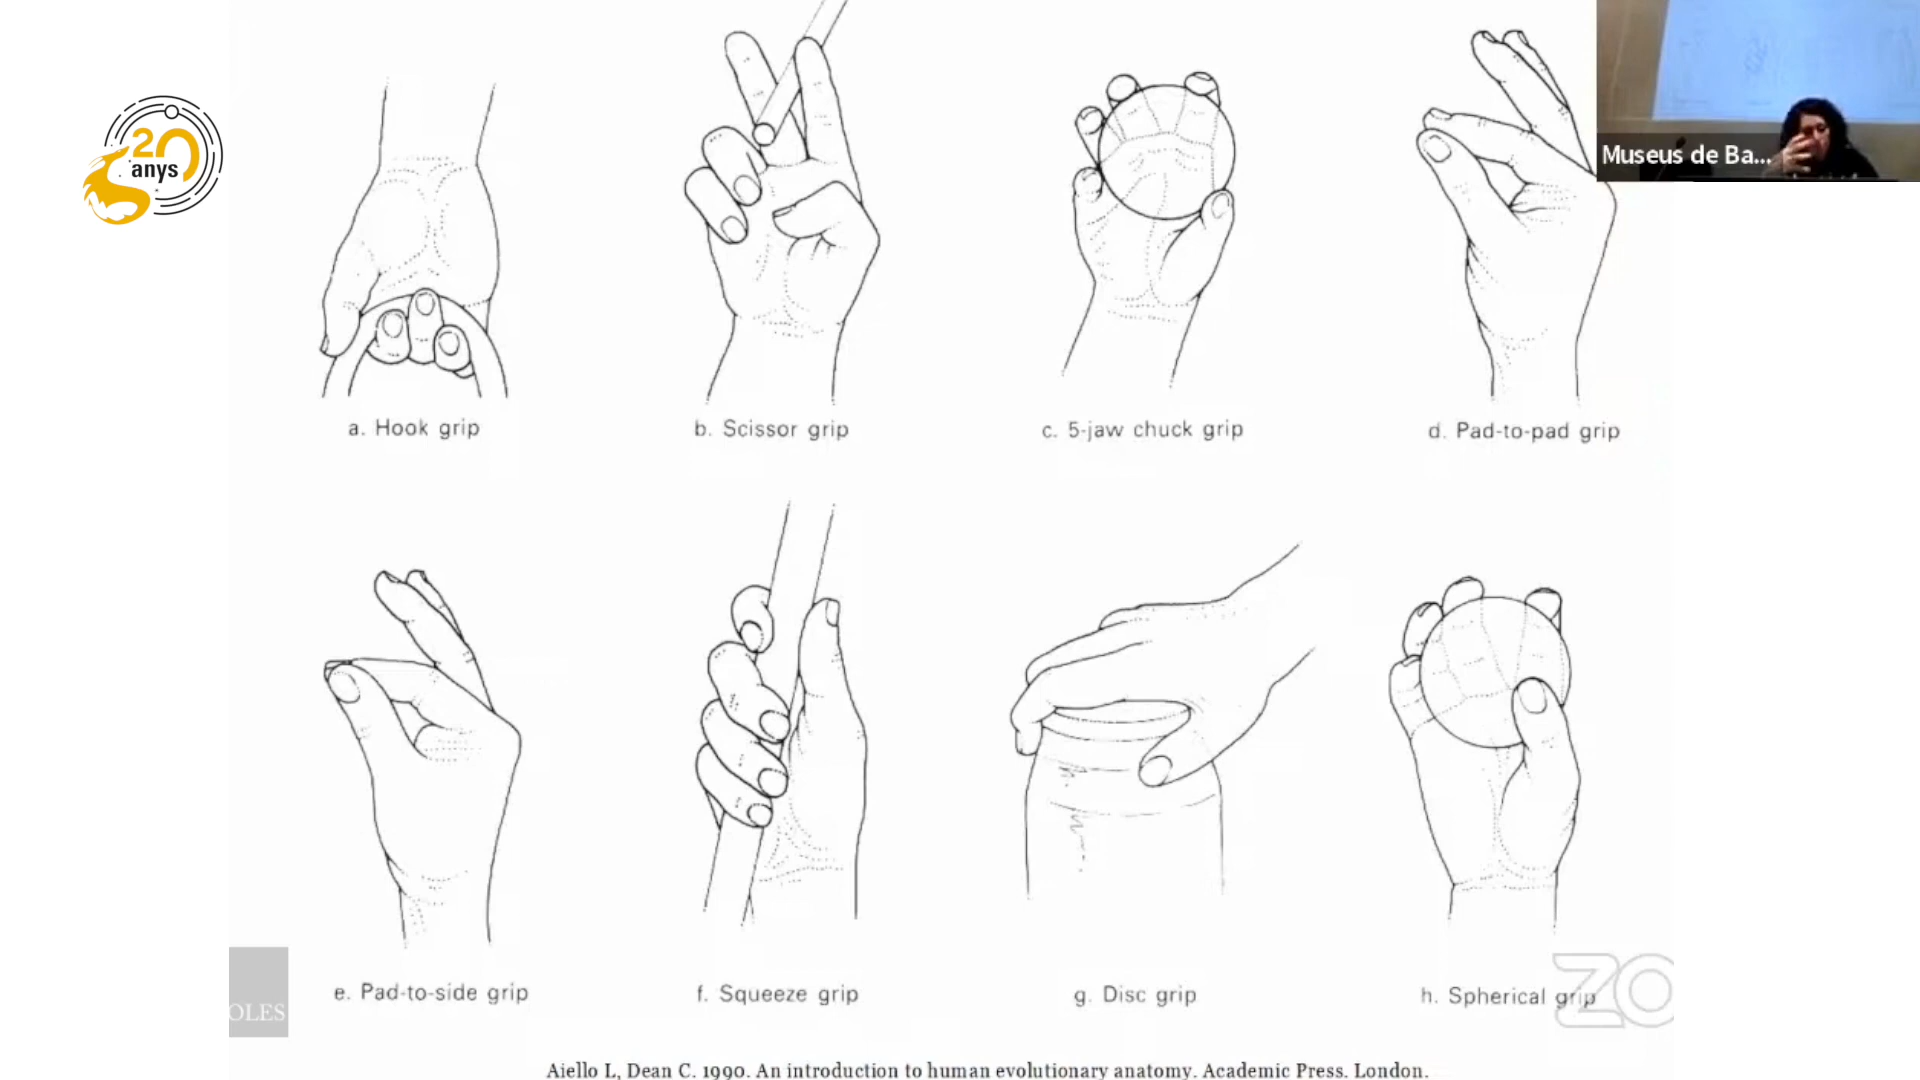 20
anys
Museus de Ba...
a. Hook grip
b. Scissor grip
c. 5-jaw chuck grip
d. Pad-to-pad grip
e. Pad-to-side grip
f. Squeeze grip
g. Disc grip
h. Spherical grip
OLES
ZO
Aiello L, Dean C. 1990. An introduction to human evolutionary anatomy. Academic Press. London.